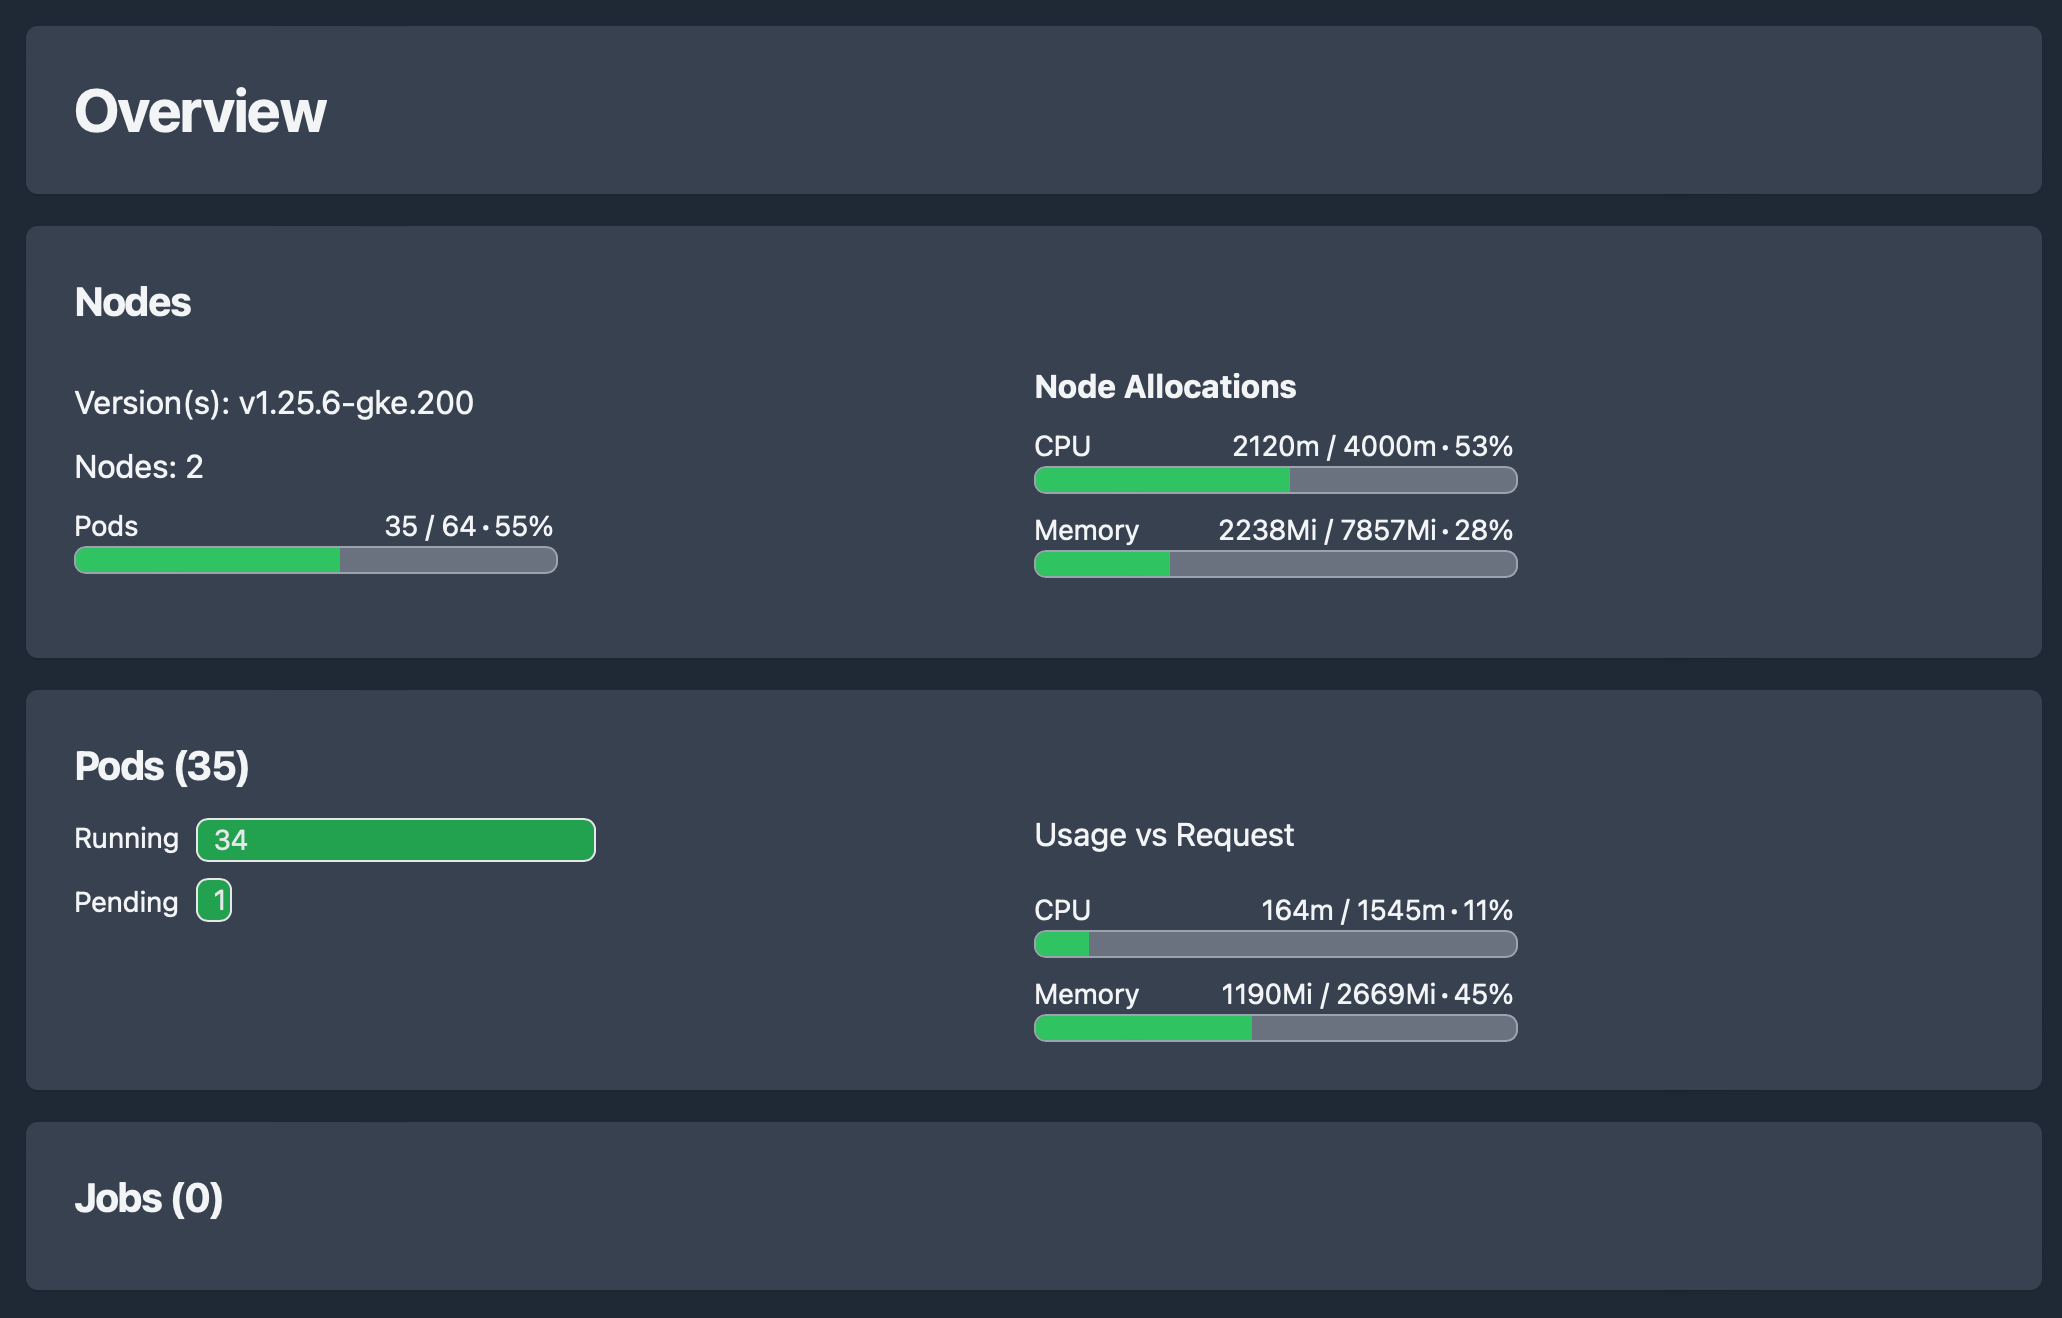 Overview
Nodes
Version(s): v1.25.6-gke.200
Nodes: 2
Pods 35 / 64 · 55%
Node Allocations
CPU 2120m / 4000m · 53%
Memory 2238Mi / 7857Mi · 28%
Pods (35)
Running 34
Pending 1
Usage vs Request
CPU 164m / 1545m · 11%
Memory 1190Mi / 2669Mi · 45%
Jobs (0)